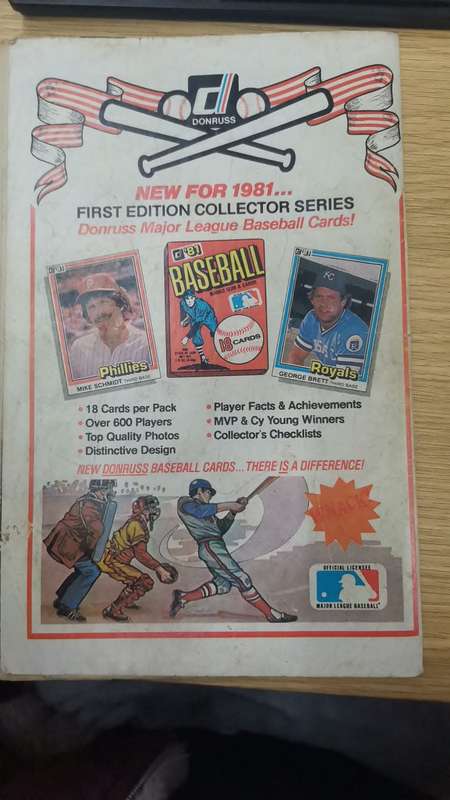 DONRUSS
NEW FOR 1981...
FIRST EDITION COLLECTOR SERIES
Donruss Major League Baseball Cards!
'81
BASEBALL
18
CARDS
Phillies
MIKE SCHMIDT THIRD BASE
Royals
GEORGE BRETT THIRD BASE
• 18 Cards per Pack
• Over 600 Players
• Top Quality Photos
• Distinctive Design
• Player Facts & Achievements
• MVP & Cy Young Winners
• Collector's Checklists
NEW DONRUSS BASEBALL CARDS...THERE IS A DIFFERENCE!
OFFICIAL LICENSEE
MAJOR LEAGUE BASEBALL